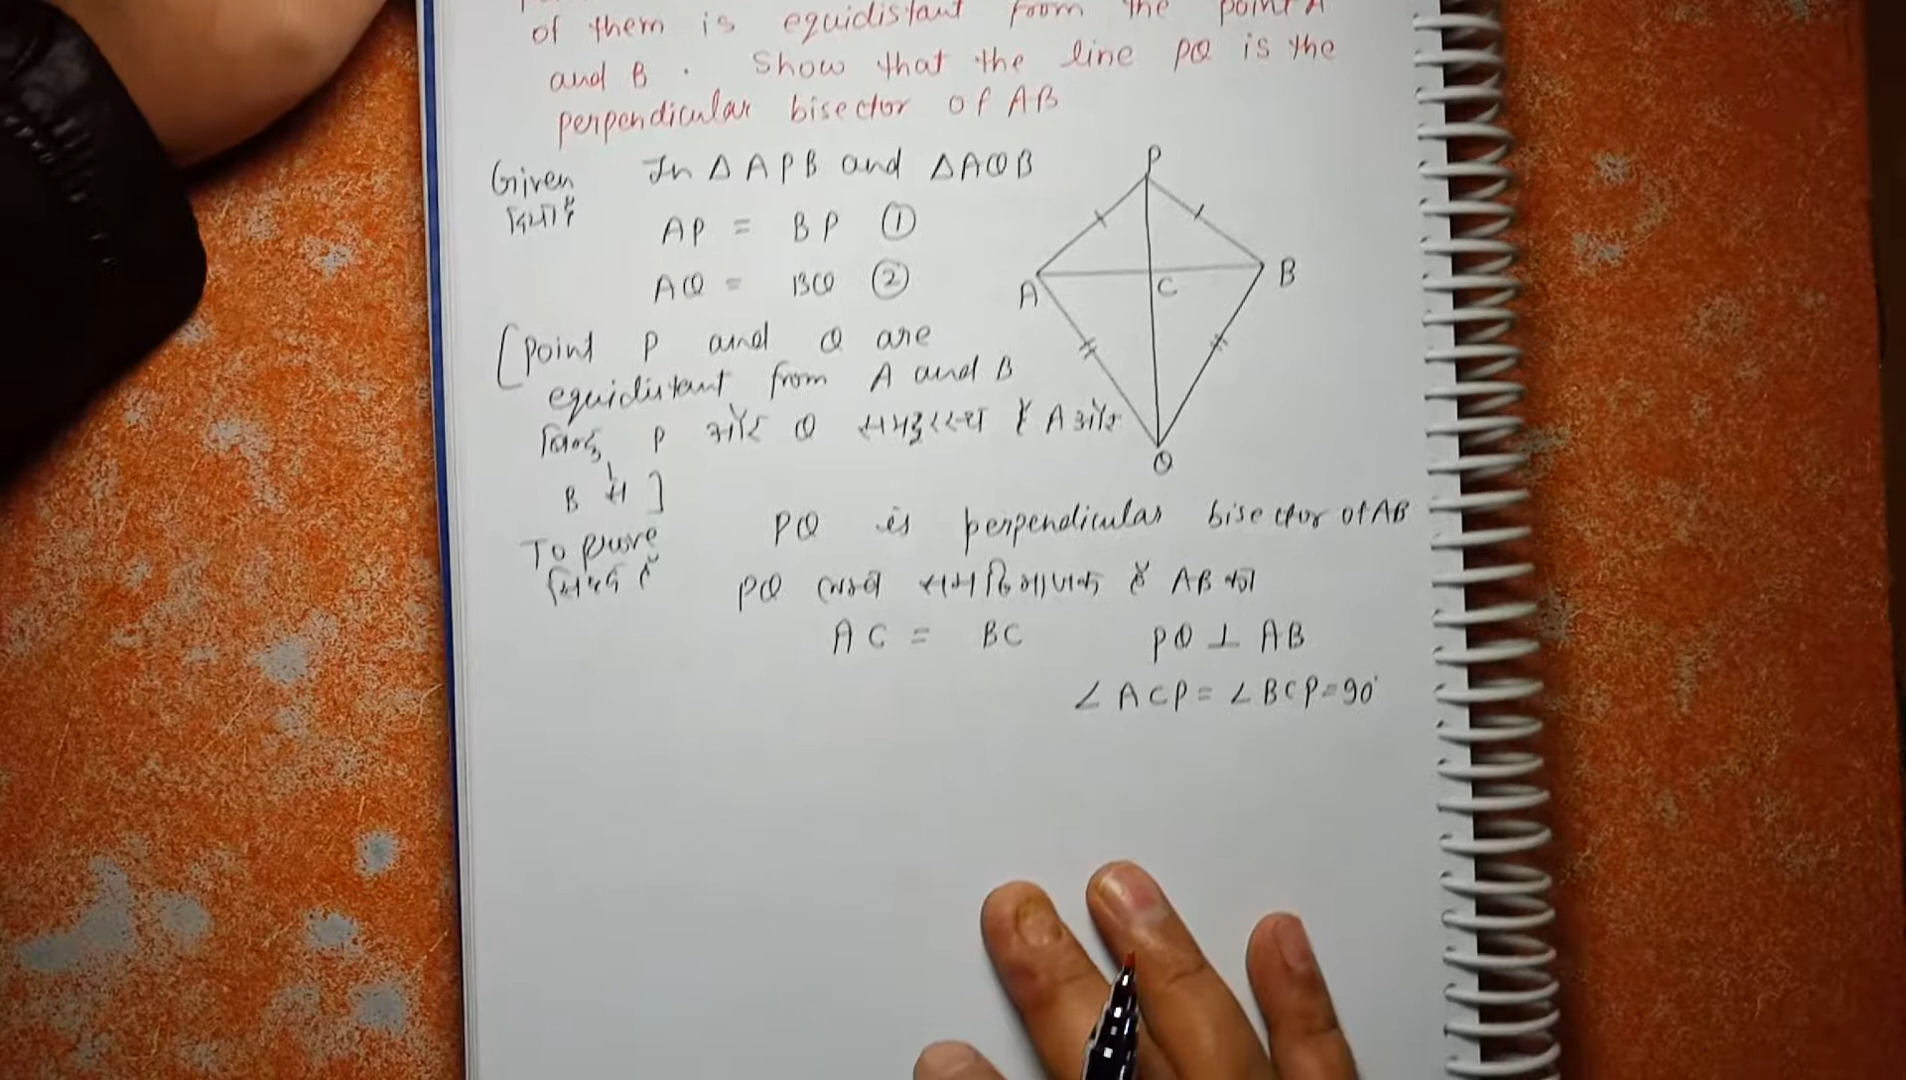 of them is equidistant from the point A
and B . Show that the line PQ is the
perpendicular bisector of AB
Given In △ APB and △AQB
दिया है
AP = BP ①
AQ = BQ ②
[point P and Q are
equidistant from A and B
बिन्दु P और Q समदूरस्थ है A और
B से ]
To prove PQ is perpendicular bisector of AB
सिद्ध है PQ लम्ब समद्विभाजक है AB का
AC = BC PQ ⊥ AB
∠ ACP = ∠ BCP = 90°
P
A
B
C
Q